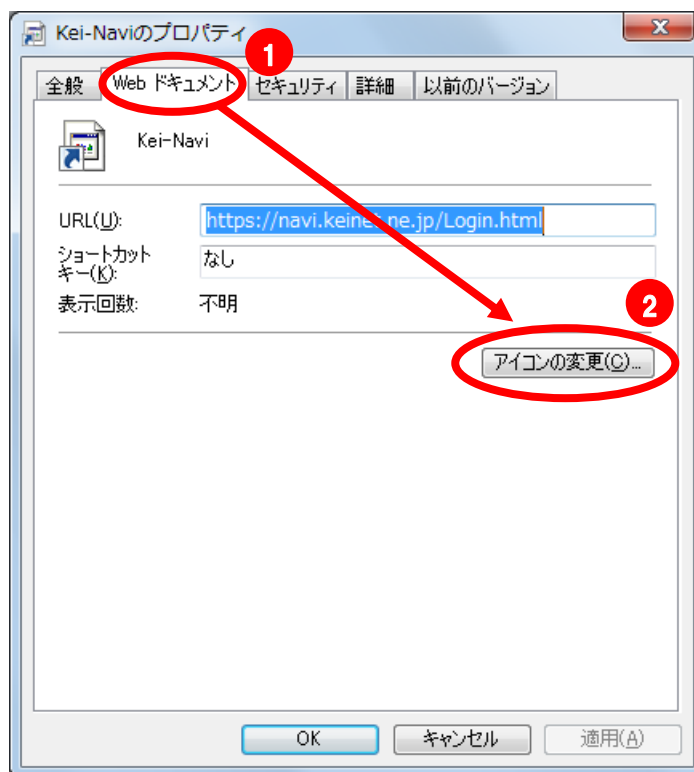 Kei-Naviのプロパティ
1
全般 Web ドキュメント セキュリティ 詳細 以前のバージョン
Kei-Navi
URL(U): https://navi.keinet.ne.jp/Login.html
ショートカット キー(K): なし
表示回数: 不明
2
アイコンの変更(C)...
OK キャンセル 適用(A)